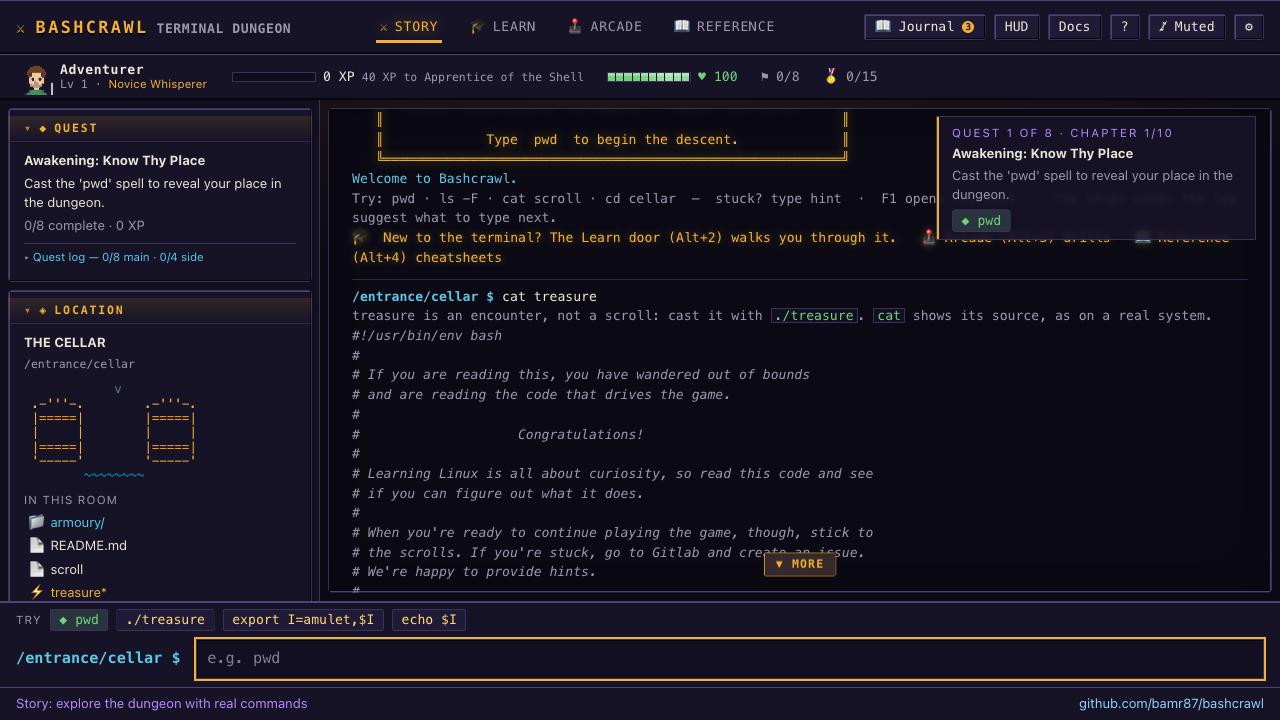 ⚔ BASHCRAWL TERMINAL DUNGEON
⚔ STORY
🎓 LEARN
🕹️ ARCADE
📖 REFERENCE
📖 Journal 3
HUD
Docs
?
Muted
⚙
Adventurer
Lv 1 · Novice Whisperer
0 XP 40 XP to Apprentice of the Shell
♥ 100
⚑ 0/8
🏅 0/15
▾ ◆ QUEST
Awakening: Know Thy Place
Cast the 'pwd' spell to reveal your place in
the dungeon.
0/8 complete · 0 XP
▸ Quest log — 0/8 main · 0/4 side
▾ ◈ LOCATION
THE CELLAR
/entrance/cellar
IN THIS ROOM
📁 armoury/
📄 README.md
📄 scroll
⚡ treasure*
Type pwd to begin the descent.
Welcome to Bashcrawl.
Try: pwd · ls -F · cat scroll · cd cellar — stuck? type hint · F1 open
suggest what to type next.
🎓 New to the terminal? The Learn door (Alt+2) walks you through it.
(Alt+4) cheatsheets
QUEST 1 OF 8 · CHAPTER 1/10
Awakening: Know Thy Place
Cast the 'pwd' spell to reveal your place in the
dungeon.
◆ pwd
/entrance/cellar $ cat treasure
treasure is an encounter, not a scroll: cast it with ./treasure. cat shows its source, as on a real system.
#!/usr/bin/env bash
#
# If you are reading this, you have wandered out of bounds
# and are reading the code that drives the game.
#
# Congratulations!
#
# Learning Linux is all about curiosity, so read this code and see
# if you can figure out what it does.
#
# When you're ready to continue playing the game, though, stick to
# the scrolls. If you're stuck, go to Gitlab and create an issue.
# We're happy to provide hints.
#
▼ MORE
TRY
◆ pwd
./treasure
export I=amulet,$I
echo $I
/entrance/cellar $ e.g. pwd
Story: explore the dungeon with real commands
github.com/bamr87/bashcrawl